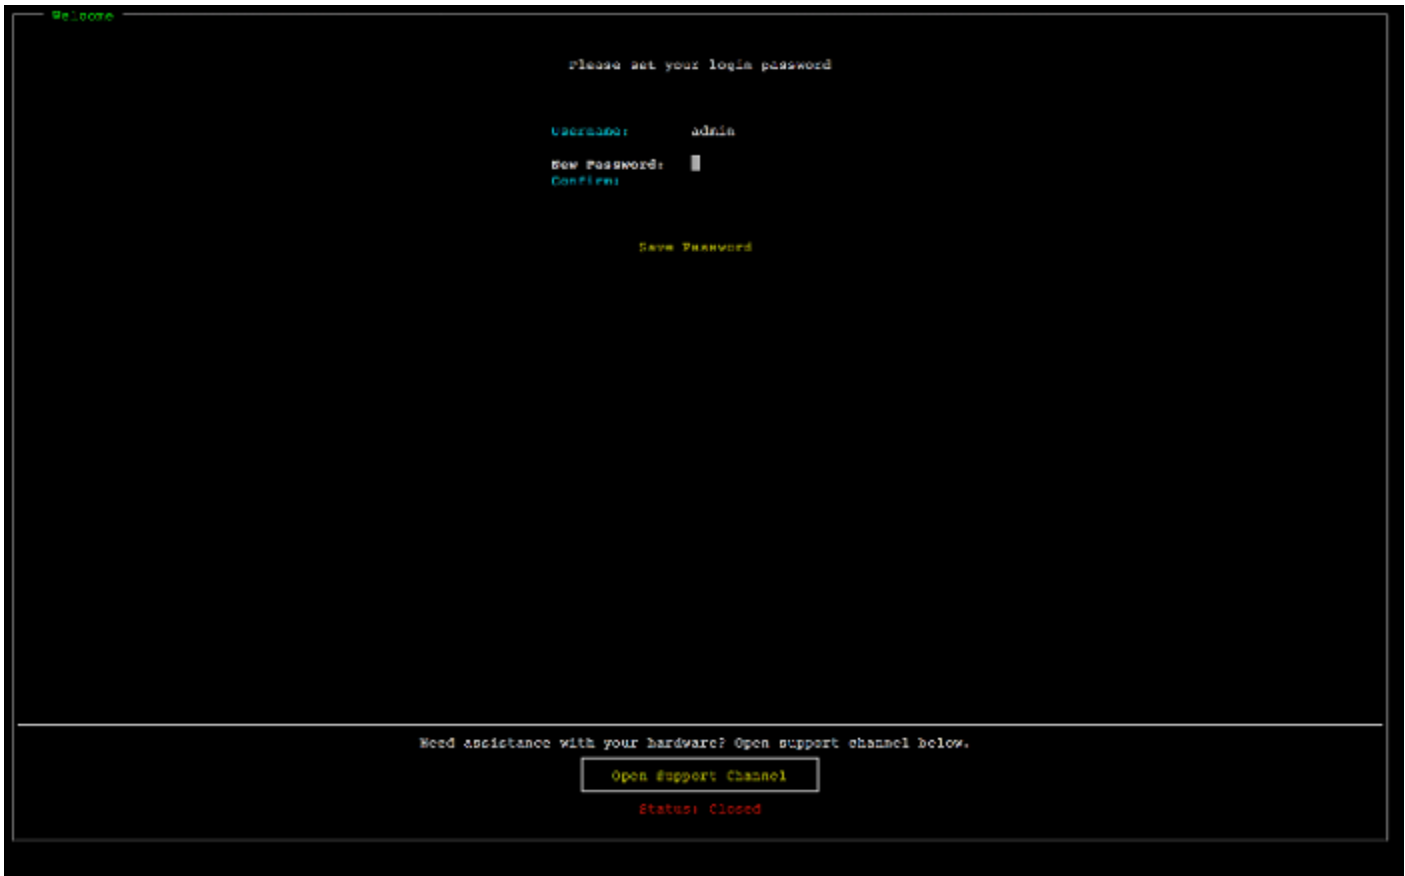 Welcome
Please set your login password
Username: admin
New Password:
Confirm:
Save Password
Need assistance with your hardware? Open support channel below.
Open Support Channel
Status: Closed